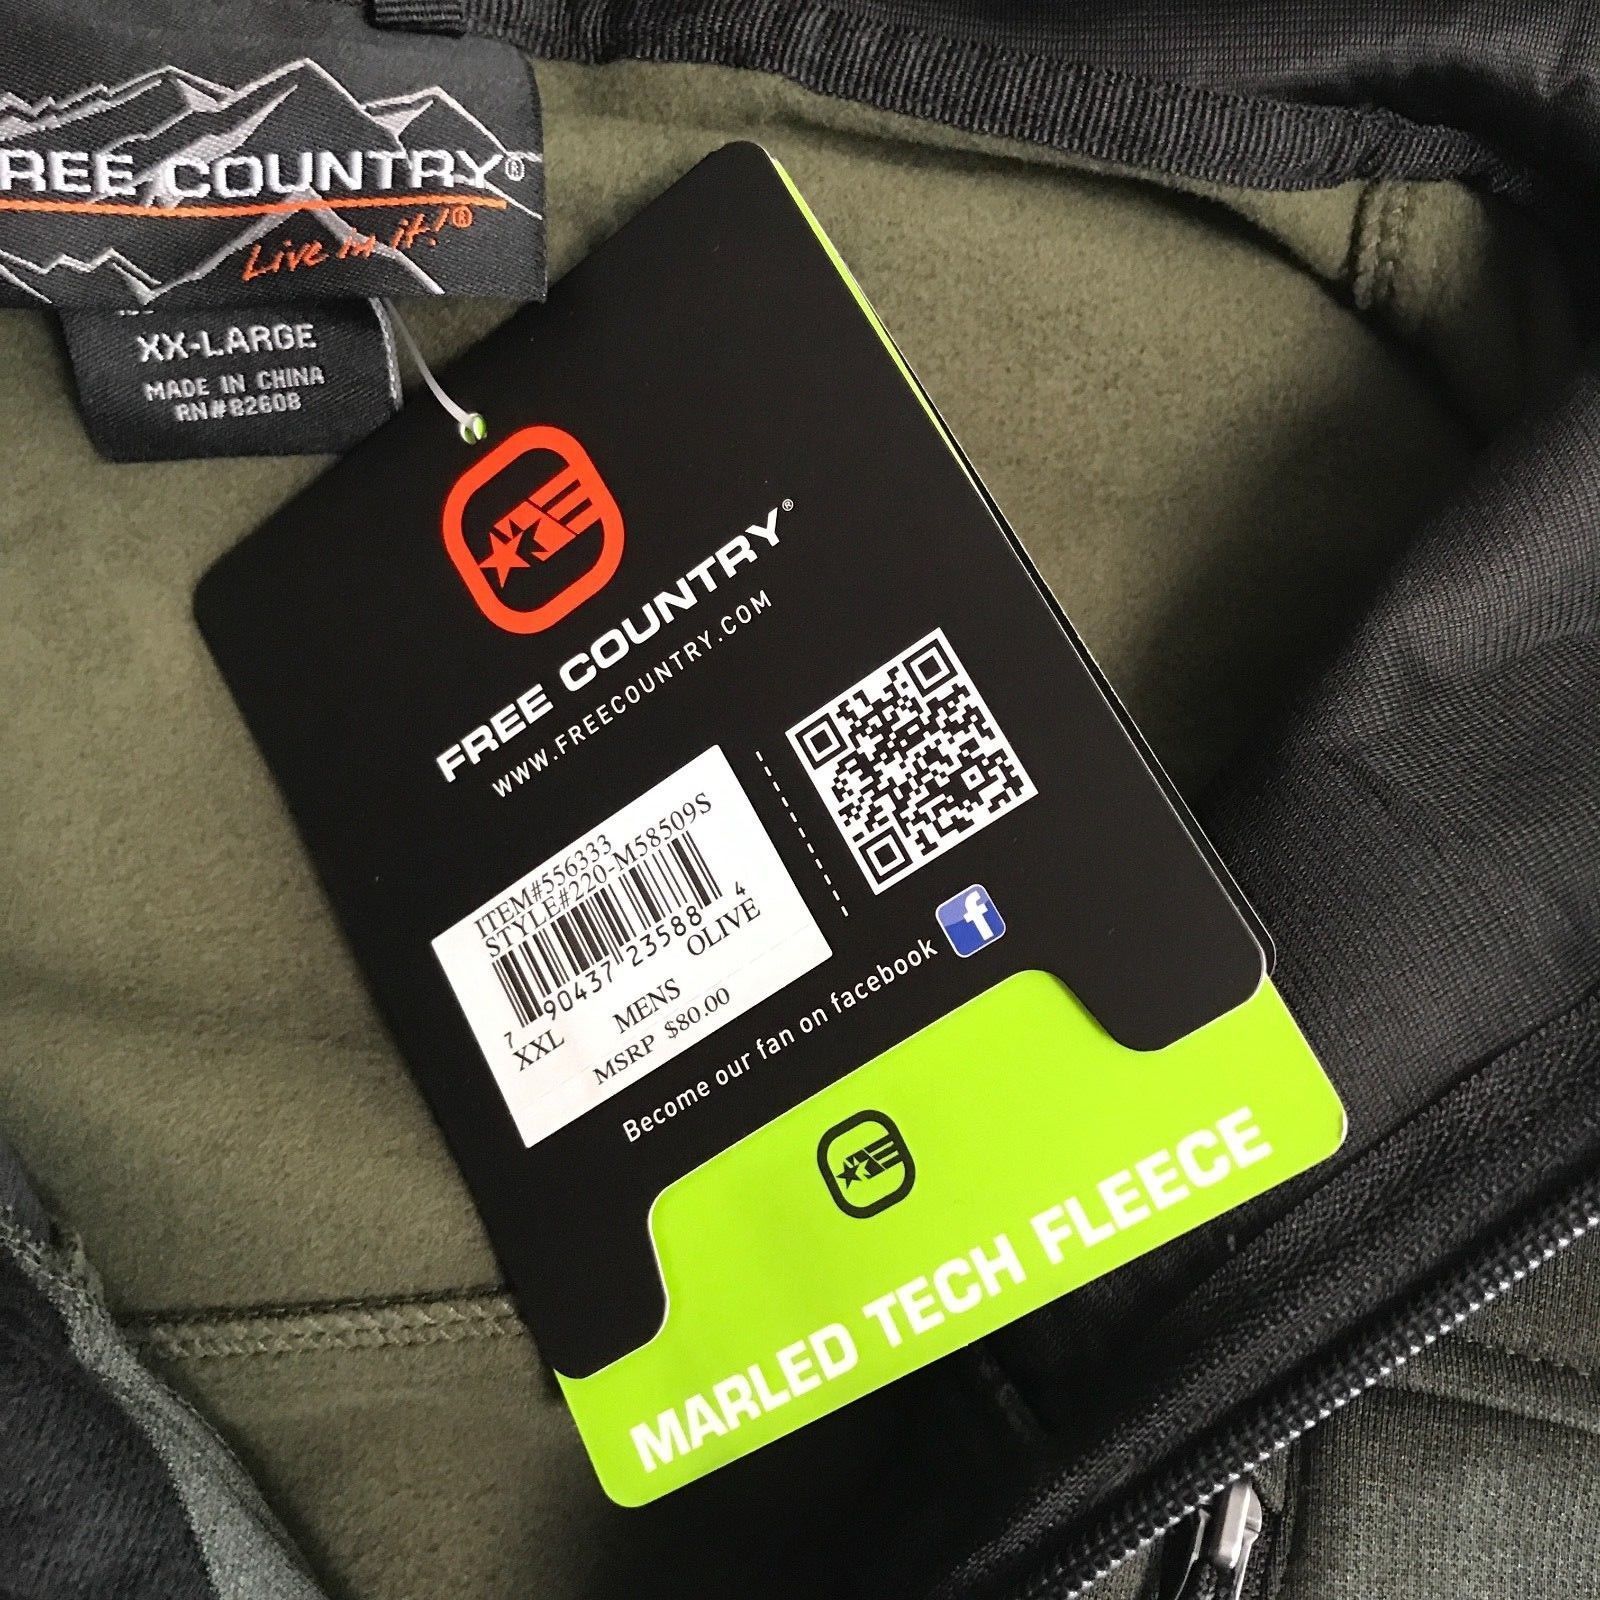 REE COUNTRY®
Live in it!®
XX-LARGE
MADE IN CHINA
RN#82608
FREE COUNTRY®
WWW.FREECOUNTRY.COM
ITEM#556333
STYLE#220-M58509S
7 90437 23588 4
XXL MENS OLIVE
MSRP $80.00
Become our fan on facebook f
MARLED TECH FLEECE